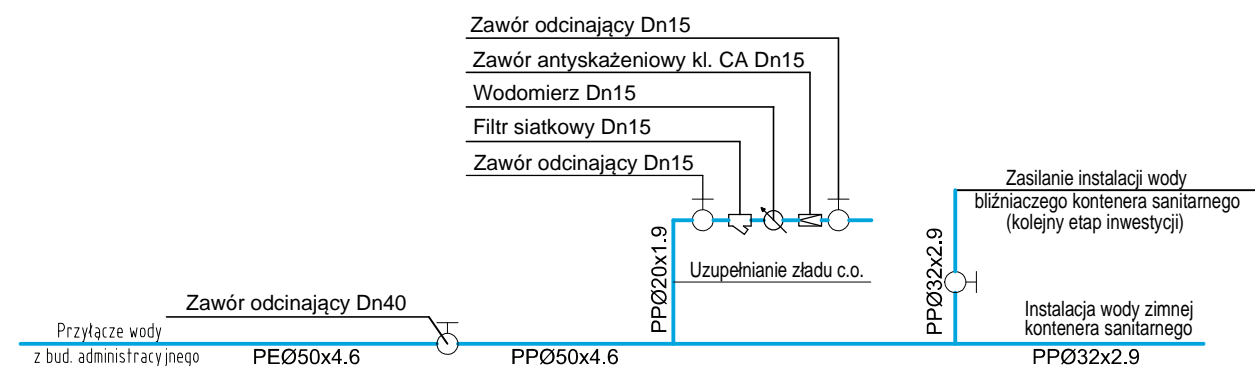 Zawór odcinający Dn15
Zawór antyskażeniowy kl. CA Dn15
Wodomierz Dn15
Filtr siatkowy Dn15
Zawór odcinający Dn15
Zasilanie instalacji wody
bliźniaczego kontenera sanitarnego
(kolejny etap inwestycji)
PPØ20x1.9
Uzupełnianie zładu c.o.
PPØ32x2.9
Zawór odcinający Dn40
Instalacja wody zimnej
kontenera sanitarnego
Przyłącze wody
z bud. administracyjnego
PEØ50x4.6
PPØ50x4.6
PPØ32x2.9